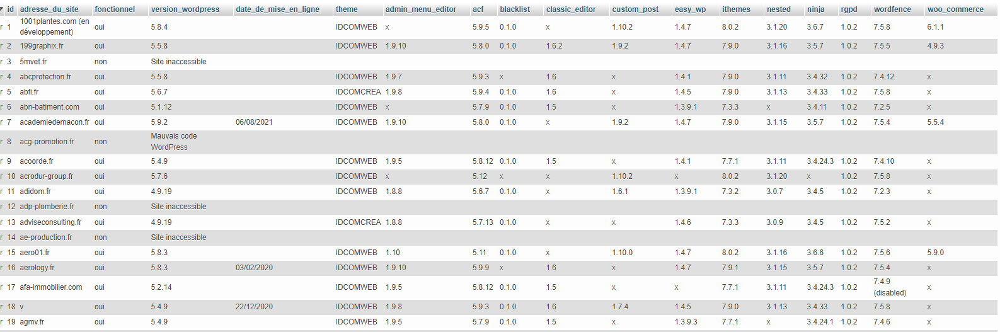 id adresse_du_site fonctionnel version_wordpress date_de_mise_en_ligne theme admin_menu_editor acf blacklist classic_editor custom_post easy_wp ithemes nested ninja rgpd wordfence woo_commerce
r 1 1001plantes.com (en développement) oui 5.8.4 IDCOMWEB x 5.9.5 0.1.0 x 1.10.2 1.4.7 8.0.2 3.1.20 3.6.7 1.0.2 7.5.8 6.1.1
r 2 199graphix.fr oui 5.5.8 IDCOMWEB 1.9.10 5.8.0 0.1.0 1.6.2 1.9.2 1.4.7 7.9.0 3.1.16 3.5.7 1.0.2 7.5.5 4.9.3
r 3 5mvet.fr non Site inaccessible
r 4 abcprotection.fr oui 5.5.8 IDCOMWEB 1.9.7 5.9.3 x 1.6 x 1.4.1 7.9.0 3.1.11 3.4.32 1.0.2 7.4.12 x
r 5 abfi.fr oui 5.6.7 IDCOMCREA 1.9.8 5.9.4 0.1.0 1.6 x 1.4.5 7.9.0 3.1.13 3.4.33 1.0.2 7.5.8 x
r 6 abn-batiment.com oui 5.1.12 IDCOMWEB x 5.7.9 0.1.0 1.5 x 1.3.9.1 7.3.3 x 3.4.11 1.0.2 7.2.5 x
r 7 academiedemacon.fr oui 5.9.2 06/08/2021 IDCOMWEB 1.9.10 5.8.0 0.1.0 x 1.9.2 1.4.7 7.9.0 3.1.15 3.5.7 1.0.2 7.5.4 5.5.4
r 8 acg-promotion.fr non Mauvais code WordPress
r 9 acoorde.fr oui 5.4.9 IDCOMWEB 1.9.5 5.8.12 0.1.0 1.5 x 1.4.1 7.7.1 3.1.11 3.4.24.3 1.0.2 7.4.10 x
r 10 acrodur-group.fr oui 5.7.6 IDCOMWEB x 5.12 x x 1.10.2 x 8.0.2 3.1.20 x 1.0.2 7.5.8 x
r 11 adidom.fr oui 4.9.19 IDCOMWEB 1.8.8 5.6.7 0.1.0 x 1.6.1 1.3.9.1 7.3.2 3.0.7 3.4.5 1.0.2 7.2.3 x
r 12 adp-plomberie.fr non Site inaccessible
r 13 adviseconsulting.fr oui 4.9.19 IDCOMCREA 1.8.8 5.7.13 0.1.0 x x 1.4.6 7.3.3 3.0.9 3.4.5 1.0.2 7.5.2 x
r 14 ae-production.fr non Site inaccessible
r 15 aero01.fr oui 5.8.3 IDCOMWEB 1.10 5.11 0.1.0 x 1.10.0 1.4.7 8.0.2 3.1.16 3.6.6 1.0.2 7.5.6 5.9.0
r 16 aerology.fr oui 5.8.3 03/02/2020 IDCOMWEB 1.9.10 5.9.9 x 1.6 x 1.4.7 7.9.1 3.1.15 3.5.7 1.0.2 7.5.4 x
r 17 afa-immobilier.com oui 5.2.14 IDCOMWEB 1.9.5 5.8.12 0.1.0 1.5 x x 7.7.1 3.1.11 3.4.24.3 1.0.2 7.4.9 (disabled) x
r 18 v oui 5.4.9 22/12/2020 IDCOMWEB 1.9.8 5.9.3 0.1.0 1.6 1.7.4 1.4.5 7.9.0 3.1.13 3.4.33 1.0.2 7.5.8 x
r 19 agmv.fr oui 5.4.9 IDCOMWEB 1.9.5 5.7.9 0.1.0 1.5 x 1.3.9.3 7.7.1 x 3.4.24.1 1.0.2 7.4.6 x